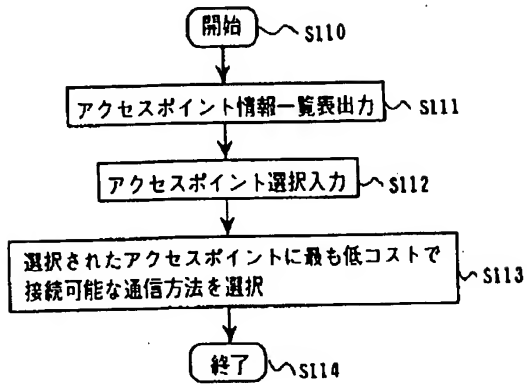 開始
S110
アクセスポイント情報一覧表出力
S111
アクセスポイント選択入力
S112
選択されたアクセスポイントに最も低コストで
接続可能な通信方法を選択
S113
終了
S114